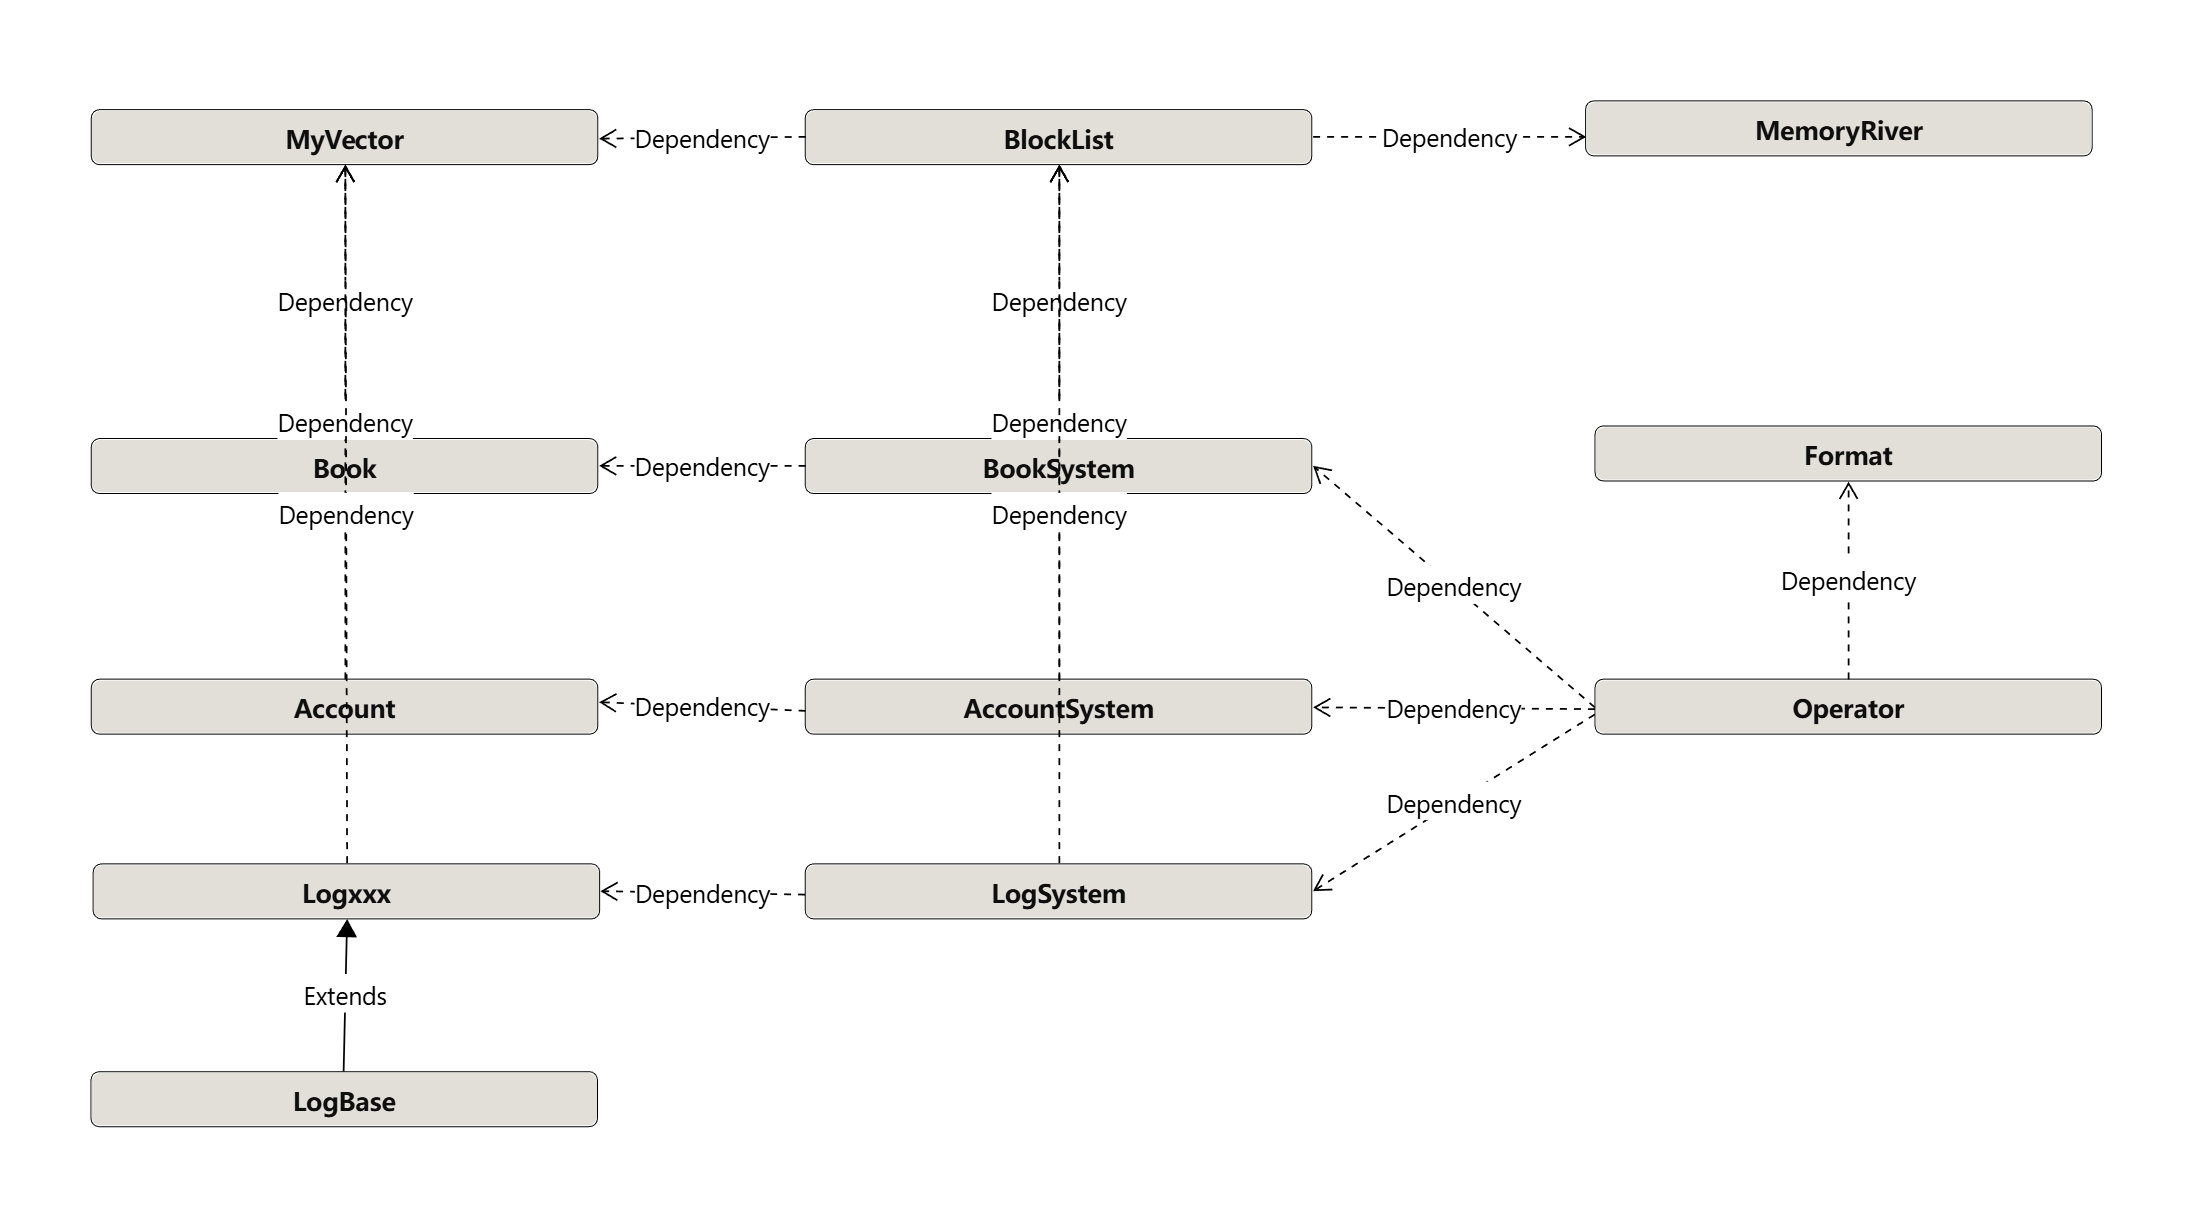 MyVector
Dependency
BlockList
Dependency
MemoryRiver
Dependency
Dependency
Dependency
Dependency
Book
Dependency
BookSystem
Format
Dependency
Dependency
Dependency
Dependency
Account
Dependency
AccountSystem
Dependency
Operator
Dependency
Logxxx
Dependency
LogSystem
Extends
LogBase